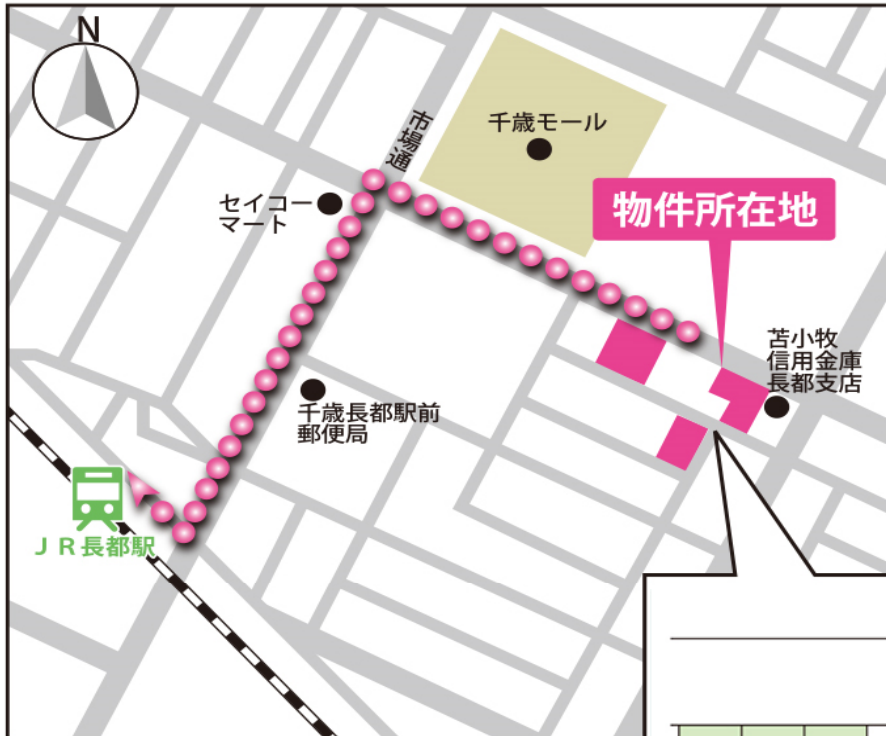 N
千歳モール
市場通
セイコー
マート
物件所在地
苫小牧
信用金庫
長都支店
千歳長都駅前
郵便局
JR長都駅